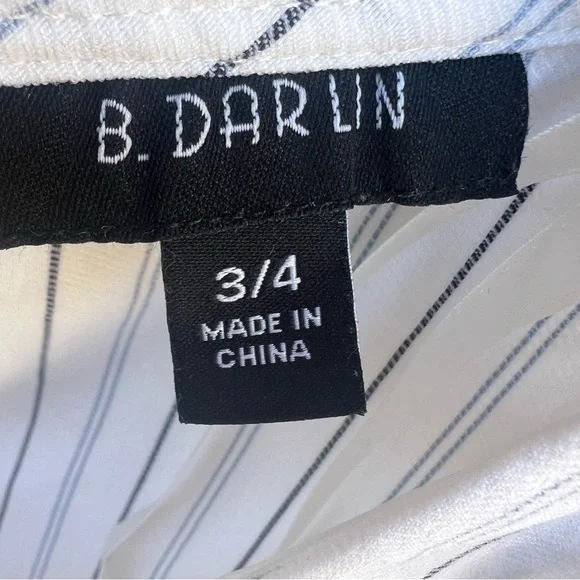 B. DARLIN
3/4
MADE IN
CHINA